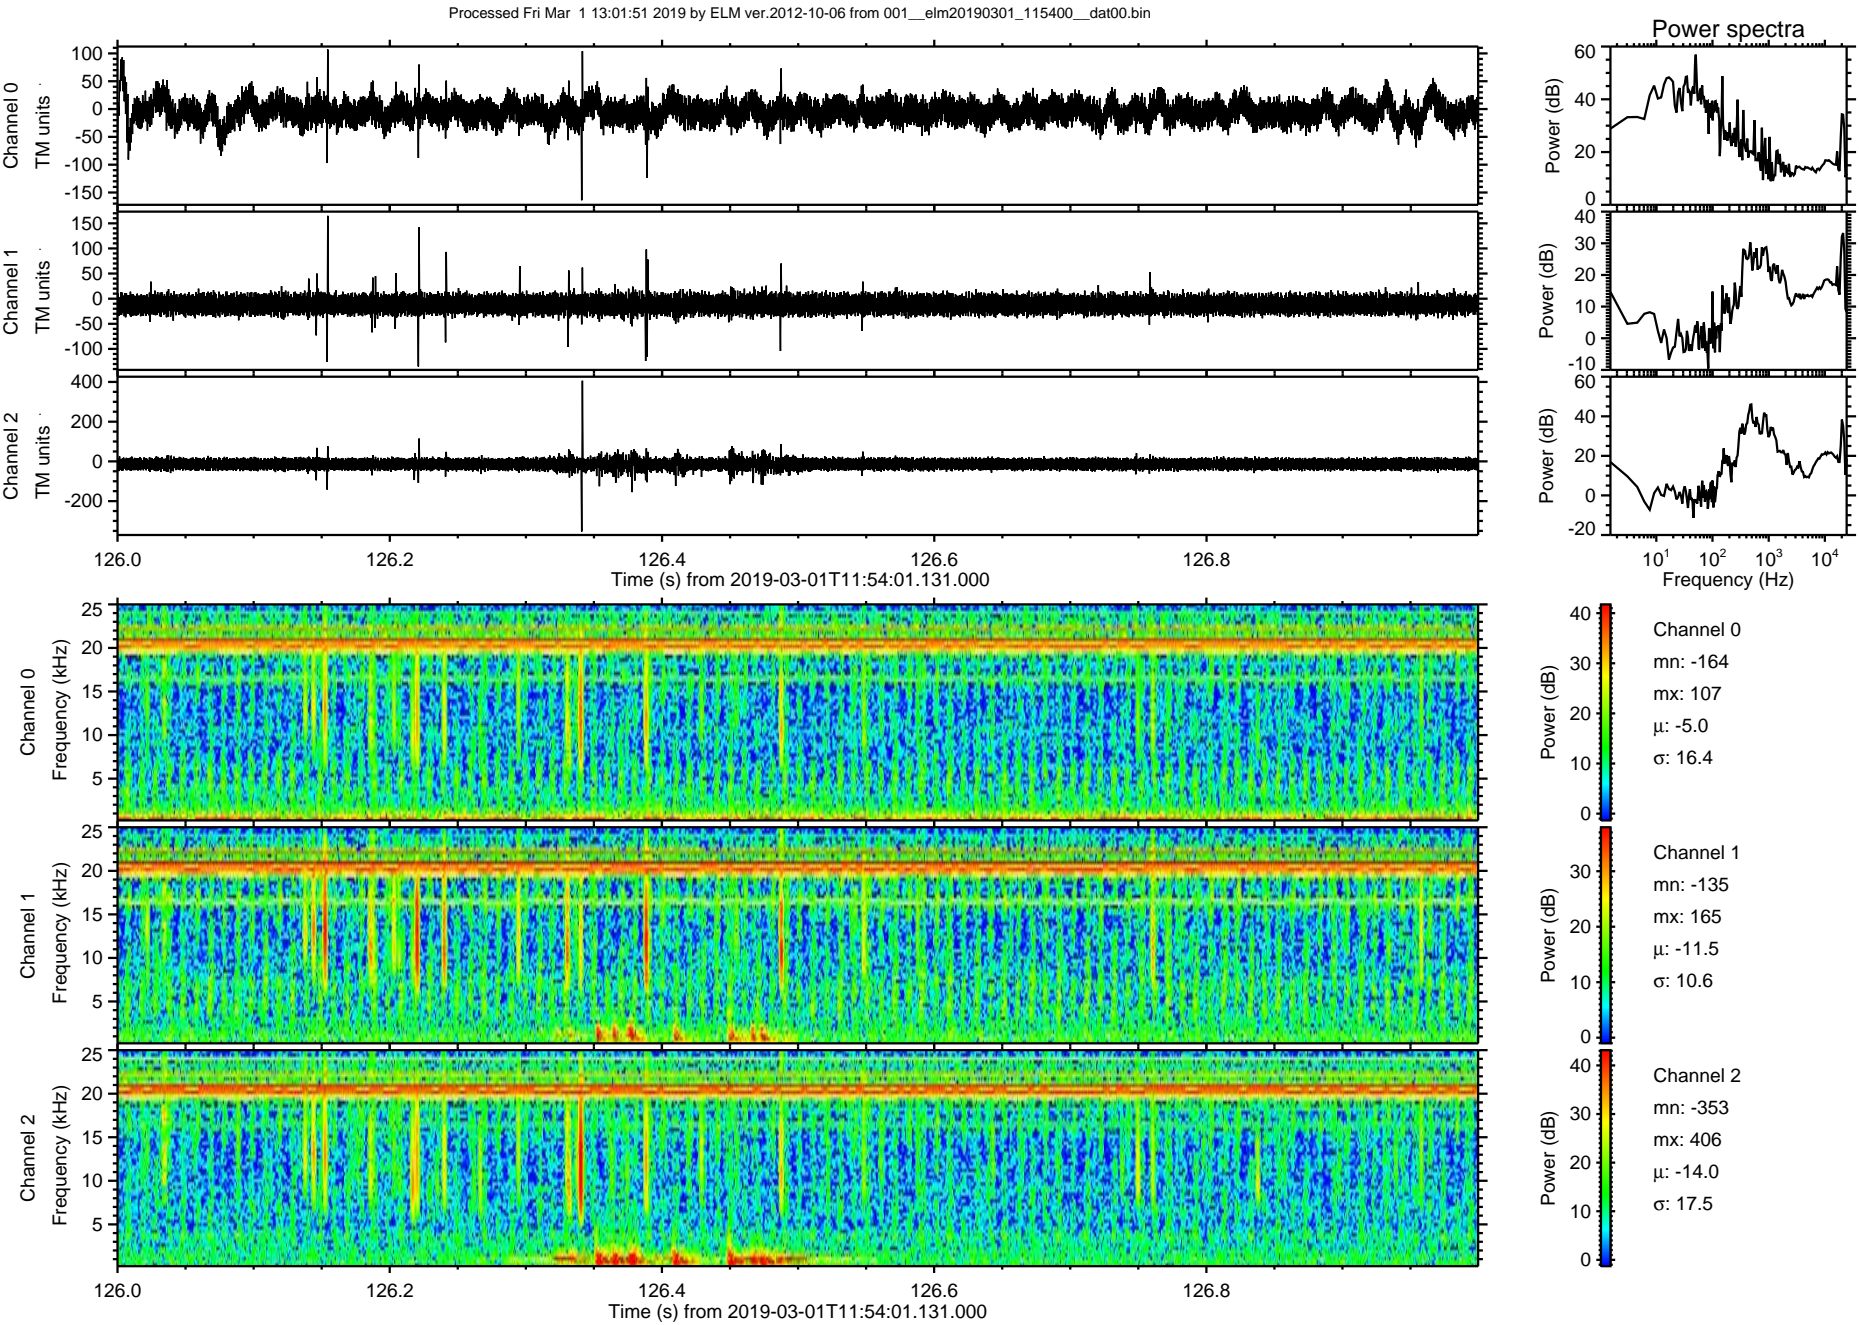 Processed Fri Mar 1 13:01:51 2019 by ELM ver.2012-10-06 from 001__elm20190301_115400__dat00.bin
Power spectra
Channel 0
TM units
100
50
0
-50
-100
-150
Power (dB)
60
40
20
0
Channel 1
TM units
150
100
50
0
-50
-100
Power (dB)
40
30
20
10
0
-10
Channel 2
TM units
400
200
0
-200
Power (dB)
60
40
20
0
-20
126.0 126.2 126.4 126.6 126.8
Time (s) from 2019-03-01T11:54:01.131.000
10^1 10^2 10^3 10^4
Frequency (Hz)
Channel 0
Frequency (kHz)
25
20
15
10
5
Power (dB)
40
30
20
10
0
Channel 0
mn: -164
mx: 107
μ: -5.0
σ: 16.4
Channel 1
Frequency (kHz)
25
20
15
10
5
Power (dB)
30
20
10
0
Channel 1
mn: -135
mx: 165
μ: -11.5
σ: 10.6
Channel 2
Frequency (kHz)
25
20
15
10
5
Power (dB)
40
30
20
10
0
Channel 2
mn: -353
mx: 406
μ: -14.0
σ: 17.5
126.0 126.2 126.4 126.6 126.8
Time (s) from 2019-03-01T11:54:01.131.000